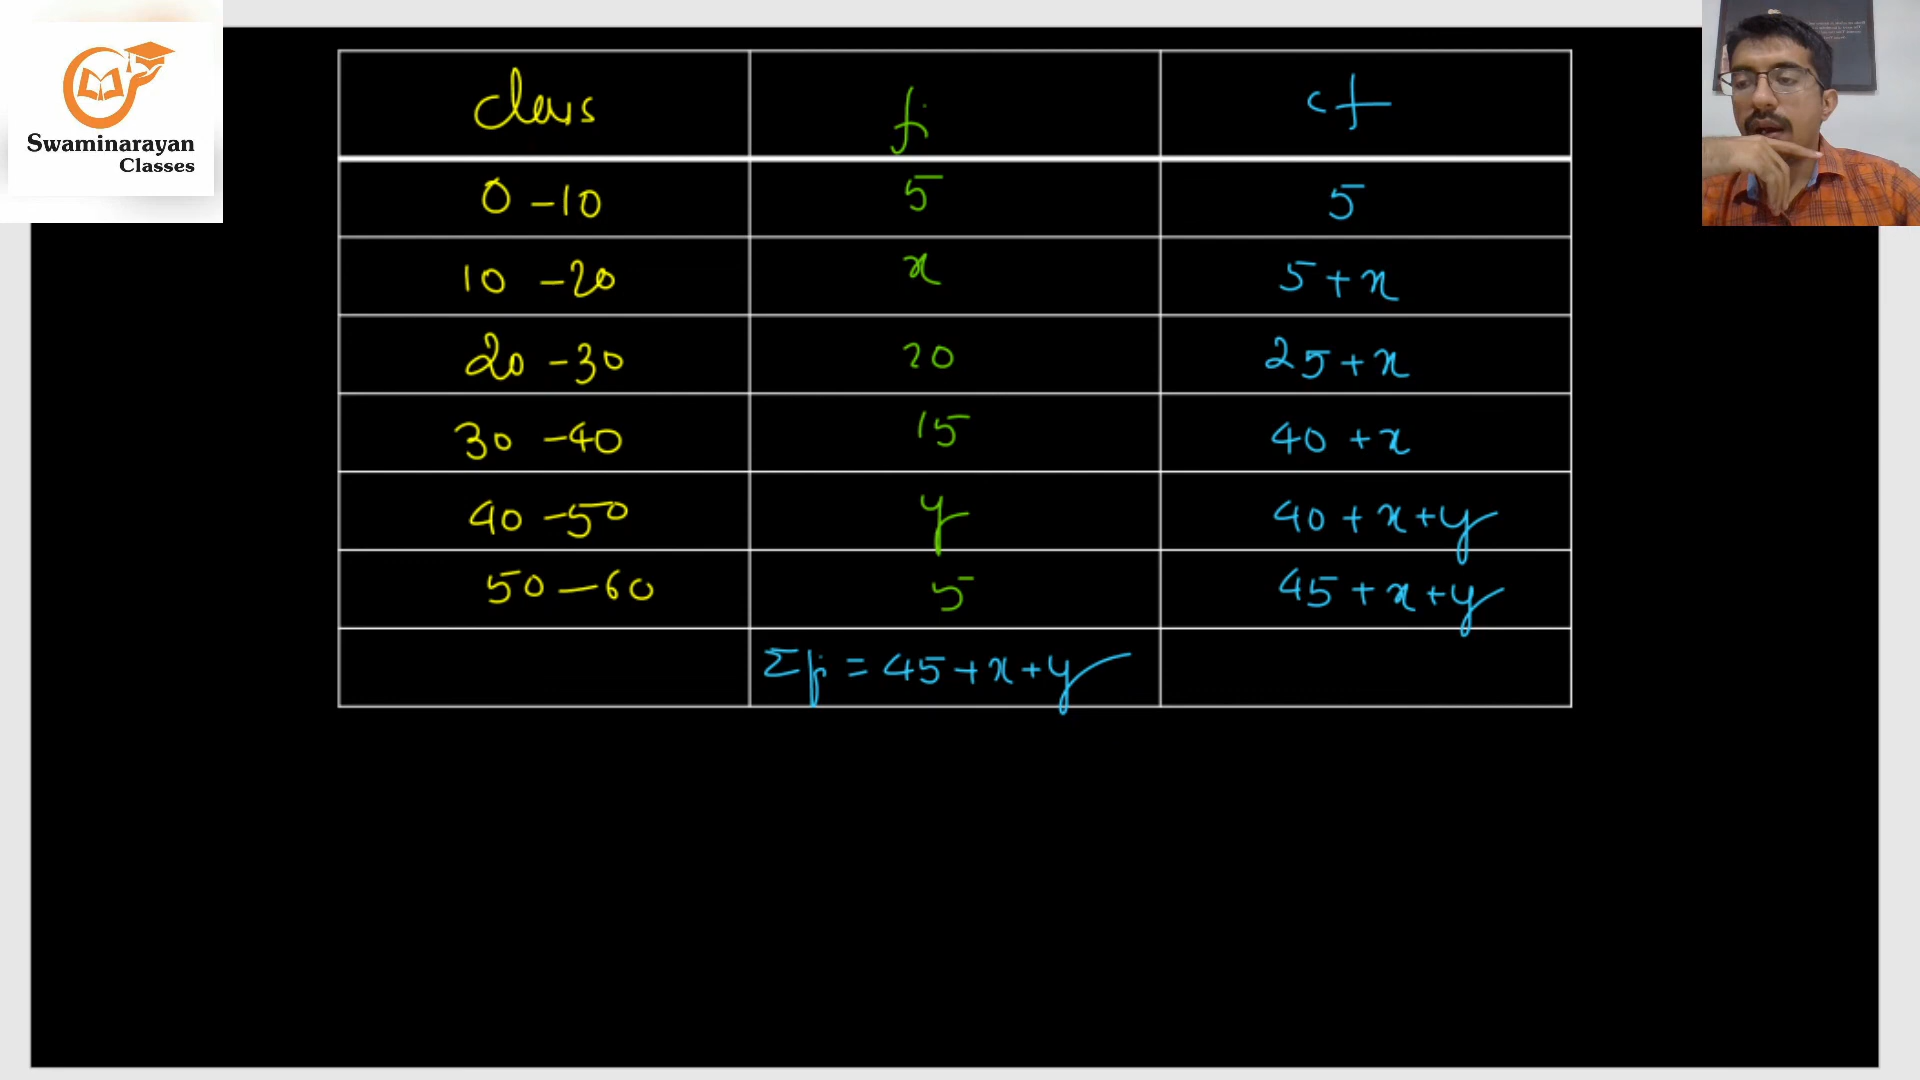 Swaminarayan
Classes
class fi cf
0 - 10 5 5
10 - 20 x 5 + x
20 - 30 20 25 + x
30 - 40 15 40 + x
40 - 50 y 40 + x + y
50 - 60 5 45 + x + y
Σfi = 45 + x + y